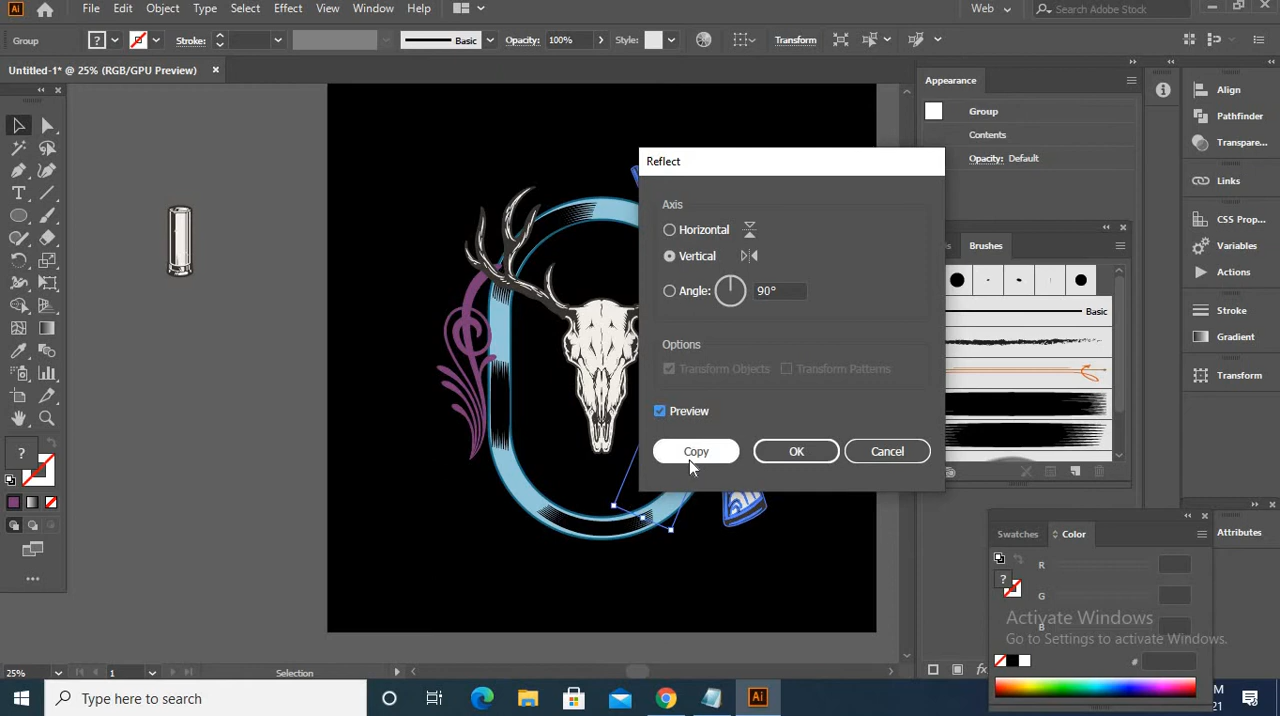 Ai
File
Edit
Object
Type
Select
Effect
View
Window
Help
Web
Search Adobe Stock
Group
?
Stroke:
Basic
Opacity:
100%
Style:
Transform
Untitled-1* @ 25% (RGB/GPU Preview)
Appearance
Group
Contents
Opacity: Default
Brushes
Basic
Align
Pathfinder
Transpare...
Links
CSS Prop...
Variables
Actions
Stroke
Gradient
Transform
Attributes
Reflect
Axis
Horizontal
Vertical
Angle:
90°
Options
Transform Objects
Transform Patterns
Preview
Copy
OK
Cancel
?
Swatches
Color
?
R
G
B
#
Activate Windows
Go to Settings to activate Windows.
25%
1
Selection
fx
Type here to search
Ai